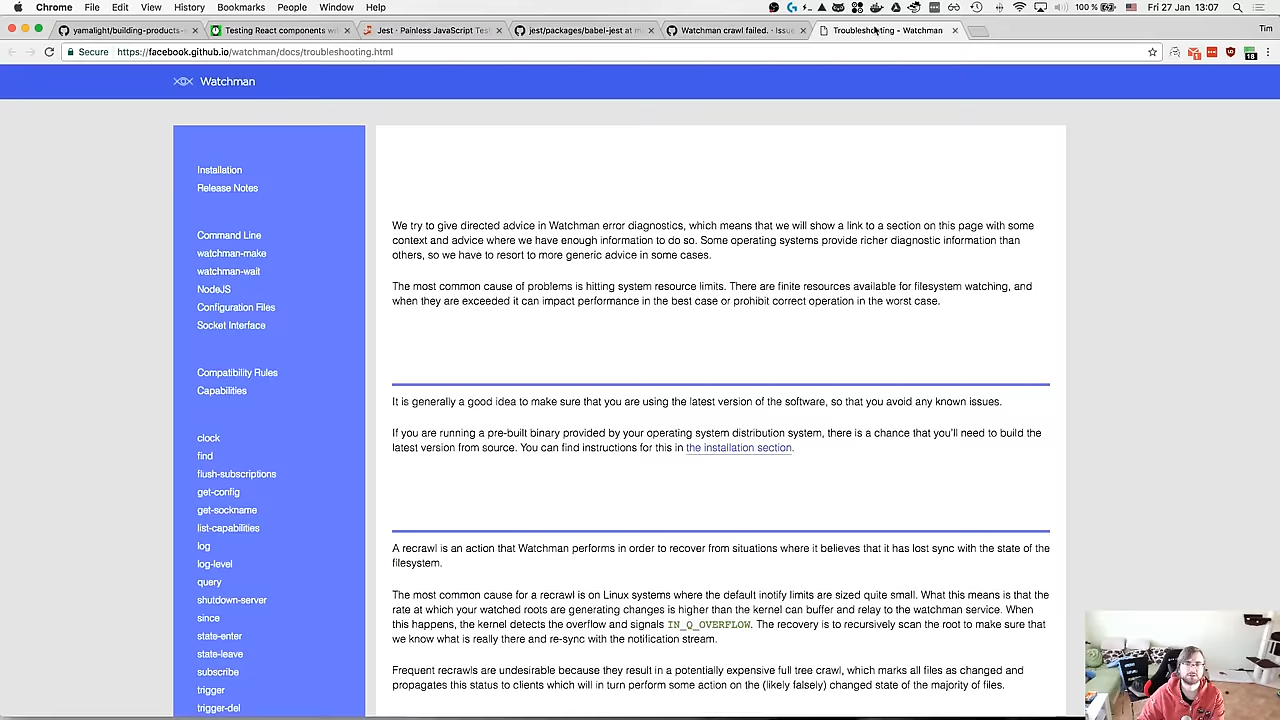 Chrome File Edit View History Bookmarks People Window Help 100 % Fri 27 Jan 13:07
yamalight/building-products- Testing React components wi Jest · Painless JavaScript Test jest/packages/babel-jest at m Watchman crawl failed. · Issue Troubleshooting - Watchman Tim
Secure https://facebook.github.io/watchman/docs/troubleshooting.html
Watchman
Installation
Release Notes
Command Line
watchman-make
watchman-wait
NodeJS
Configuration Files
Socket Interface
Compatibility Rules
Capabilities
clock
find
flush-subscriptions
get-config
get-sockname
list-capabilities
log
log-level
query
shutdown-server
since
state-enter
state-leave
subscribe
trigger
trigger-del
We try to give directed advice in Watchman error diagnostics, which means that we will show a link to a section on this page with some
context and advice where we have enough information to do so. Some operating systems provide richer diagnostic information than
others, so we have to resort to more generic advice in some cases.
The most common cause of problems is hitting system resource limits. There are finite resources available for filesystem watching, and
when they are exceeded it can impact performance in the best case or prohibit correct operation in the worst case.
It is generally a good idea to make sure that you are using the latest version of the software, so that you avoid any known issues.
If you are running a pre-built binary provided by your operating system distribution system, there is a chance that you'll need to build the
latest version from source. You can find instructions for this in the installation section.
A recrawl is an action that Watchman performs in order to recover from situations where it believes that it has lost sync with the state of the
filesystem.
The most common cause for a recrawl is on Linux systems where the default inotify limits are sized quite small. What this means is that the
rate at which your watched roots are generating changes is higher than the kernel can buffer and relay to the watchman service. When
this happens, the kernel detects the overflow and signals IN_Q_OVERFLOW. The recovery is to recursively scan the root to make sure that
we know what is really there and re-sync with the notification stream.
Frequent recrawls are undesirable because they result in a potentially expensive full tree crawl, which marks all files as changed and
propagates this status to clients which will in turn perform some action on the (likely falsely) changed state of the majority of files.